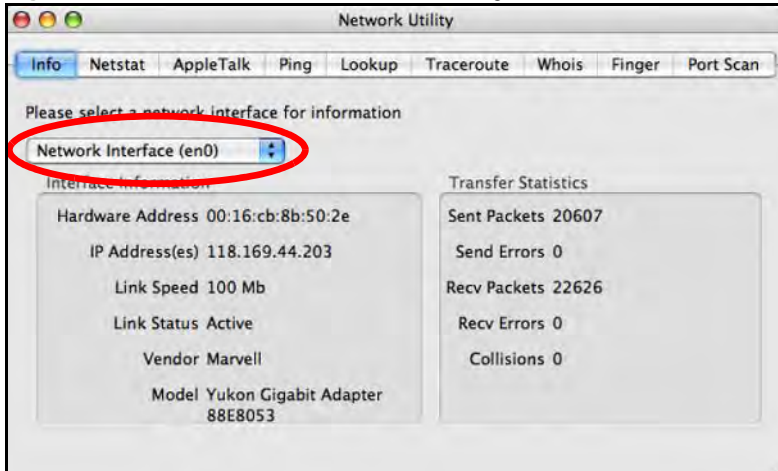 Network Utility
Info Netstat AppleTalk Ping Lookup Traceroute Whois Finger Port Scan
Please select a network interface for information
Network Interface (en0)
Interface Information
Hardware Address 00:16:cb:8b:50:2e
IP Address(es) 118.169.44.203
Link Speed 100 Mb
Link Status Active
Vendor Marvell
Model Yukon Gigabit Adapter
88E8053
Transfer Statistics
Sent Packets 20607
Send Errors 0
Recv Packets 22626
Recv Errors 0
Collisions 0